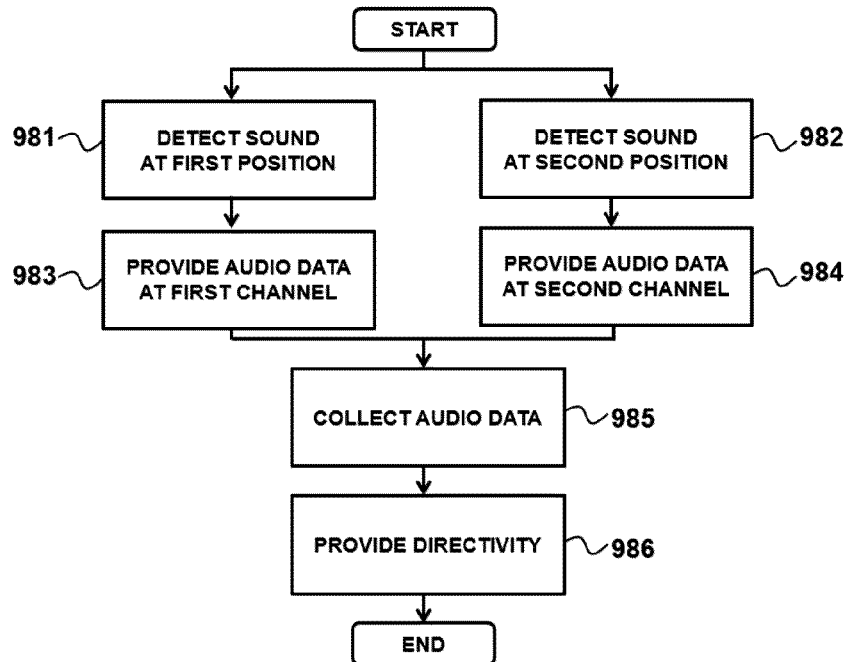 START
981
DETECT SOUND
AT FIRST POSITION
DETECT SOUND
AT SECOND POSITION
982
983
PROVIDE AUDIO DATA
AT FIRST CHANNEL
PROVIDE AUDIO DATA
AT SECOND CHANNEL
984
COLLECT AUDIO DATA
985
PROVIDE DIRECTIVITY
986
END